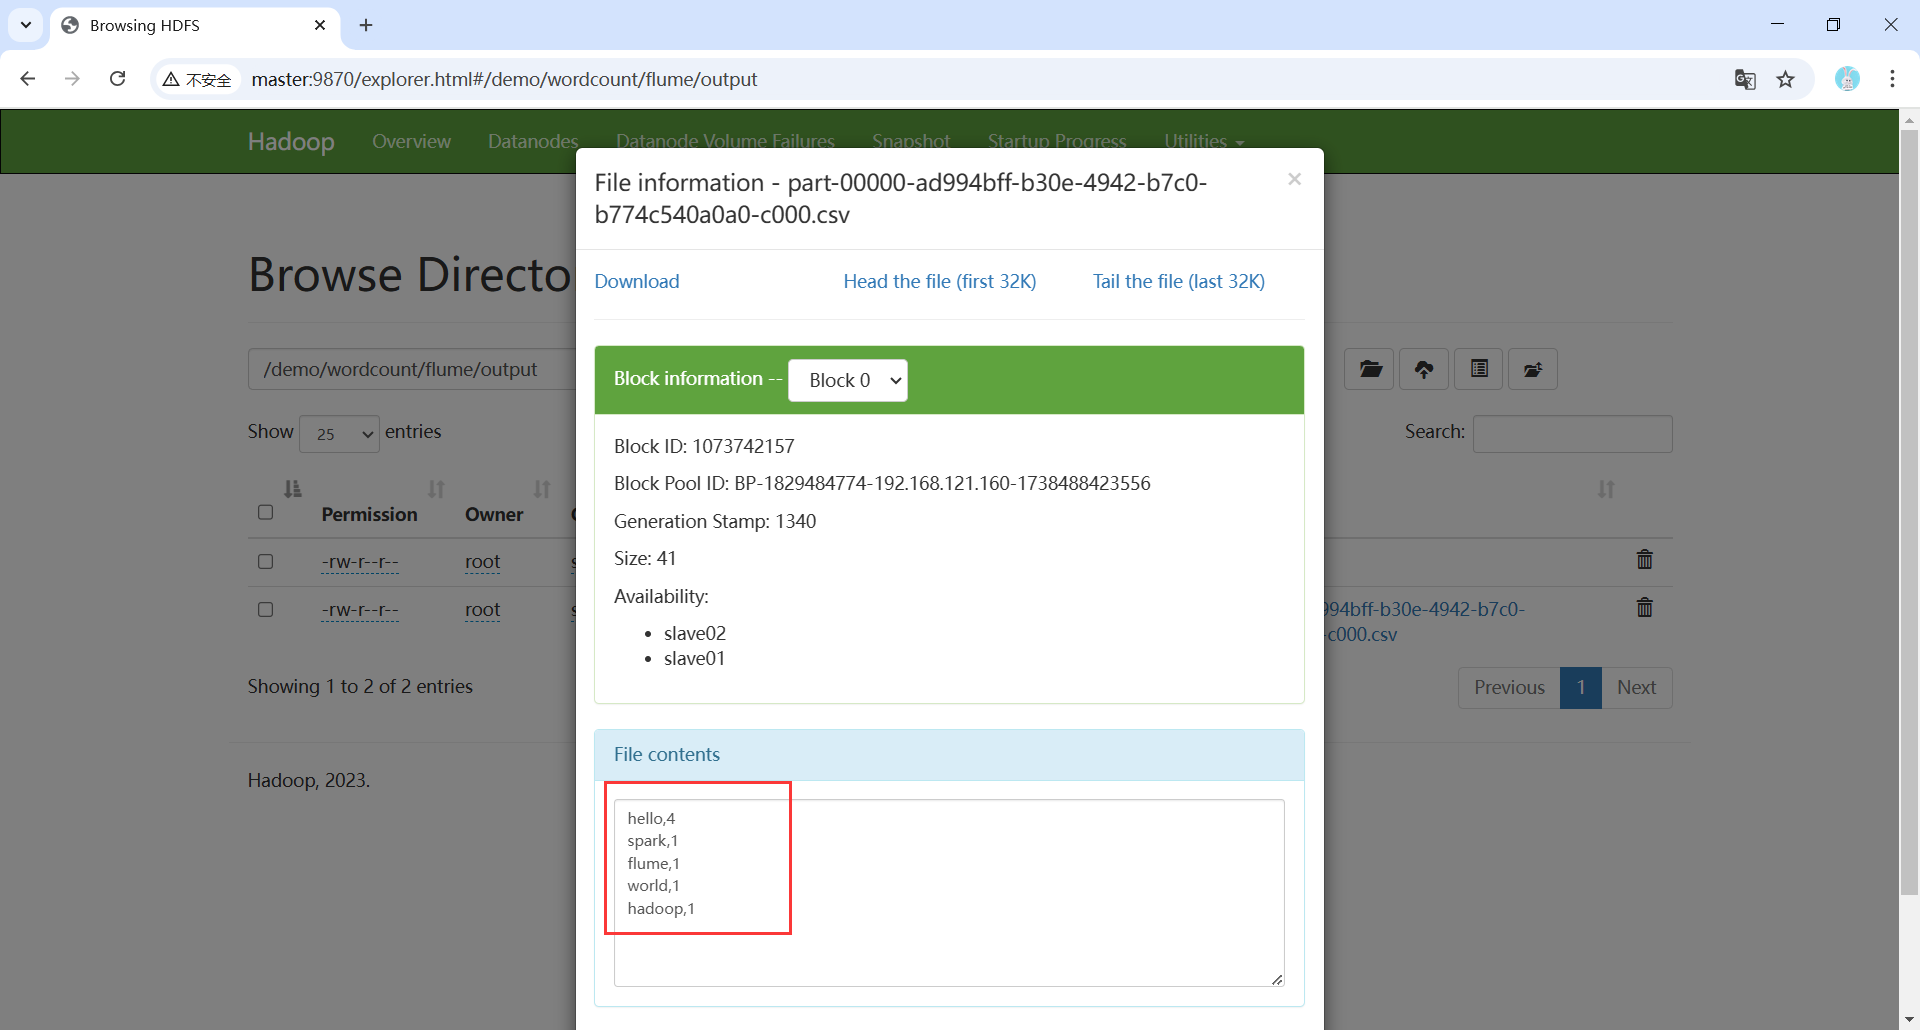 Browsing HDFS
不安全 master:9870/explorer.html#/demo/wordcount/flume/output
Hadoop Overview Datanodes Datanode Volume Failures Snapshot Startup Progress Utilities
File information - part-00000-ad994bff-b30e-4942-b7c0-
b774c540a0a0-c000.csv
×
Browse Directo
Download Head the file (first 32K) Tail the file (last 32K)
/demo/wordcount/flume/output
Block information -- Block 0
Show 25 entries
Search:
Block ID: 1073742157
Block Pool ID: BP-1829484774-192.168.121.160-1738488423556
Permission Owner
Generation Stamp: 1340
Size: 41
-rw-r--r-- root s
Availability:
-rw-r--r-- root s
994bff-b30e-4942-b7c0-
-c000.csv
slave02
slave01
Showing 1 to 2 of 2 entries
Previous 1 Next
File contents
Hadoop, 2023.
hello,4
spark,1
flume,1
world,1
hadoop,1